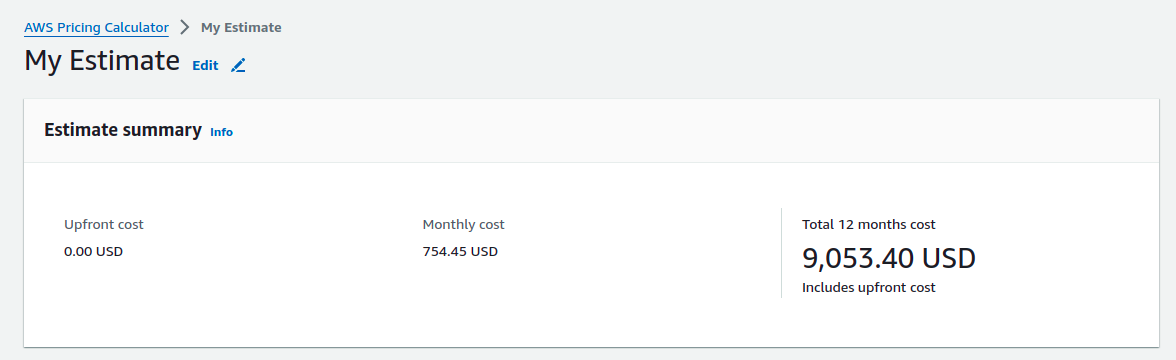 AWS Pricing Calculator > My Estimate
My Estimate Edit
Estimate summary Info
Upfront cost
0.00 USD
Monthly cost
754.45 USD
Total 12 months cost
9,053.40 USD
Includes upfront cost